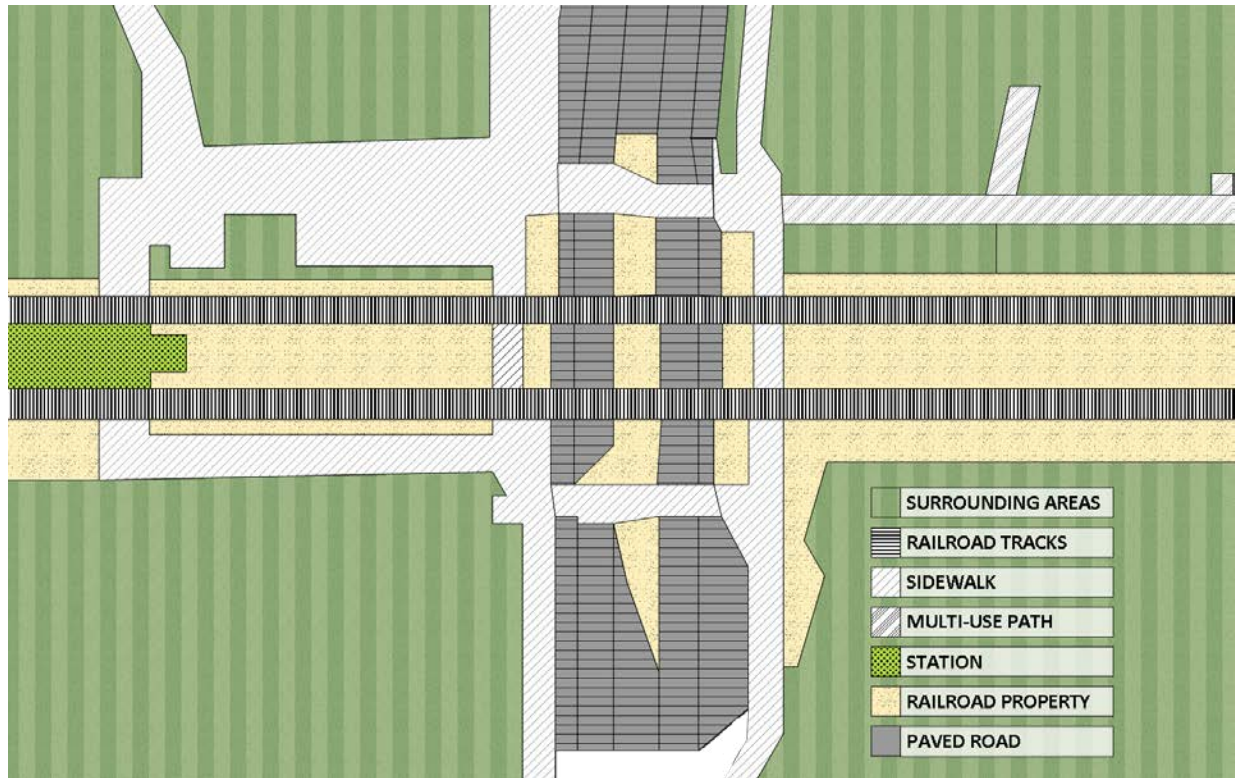 SURROUNDING AREAS
RAILROAD TRACKS
SIDEWALK
MULTI-USE PATH
STATION
RAILROAD PROPERTY
PAVED ROAD